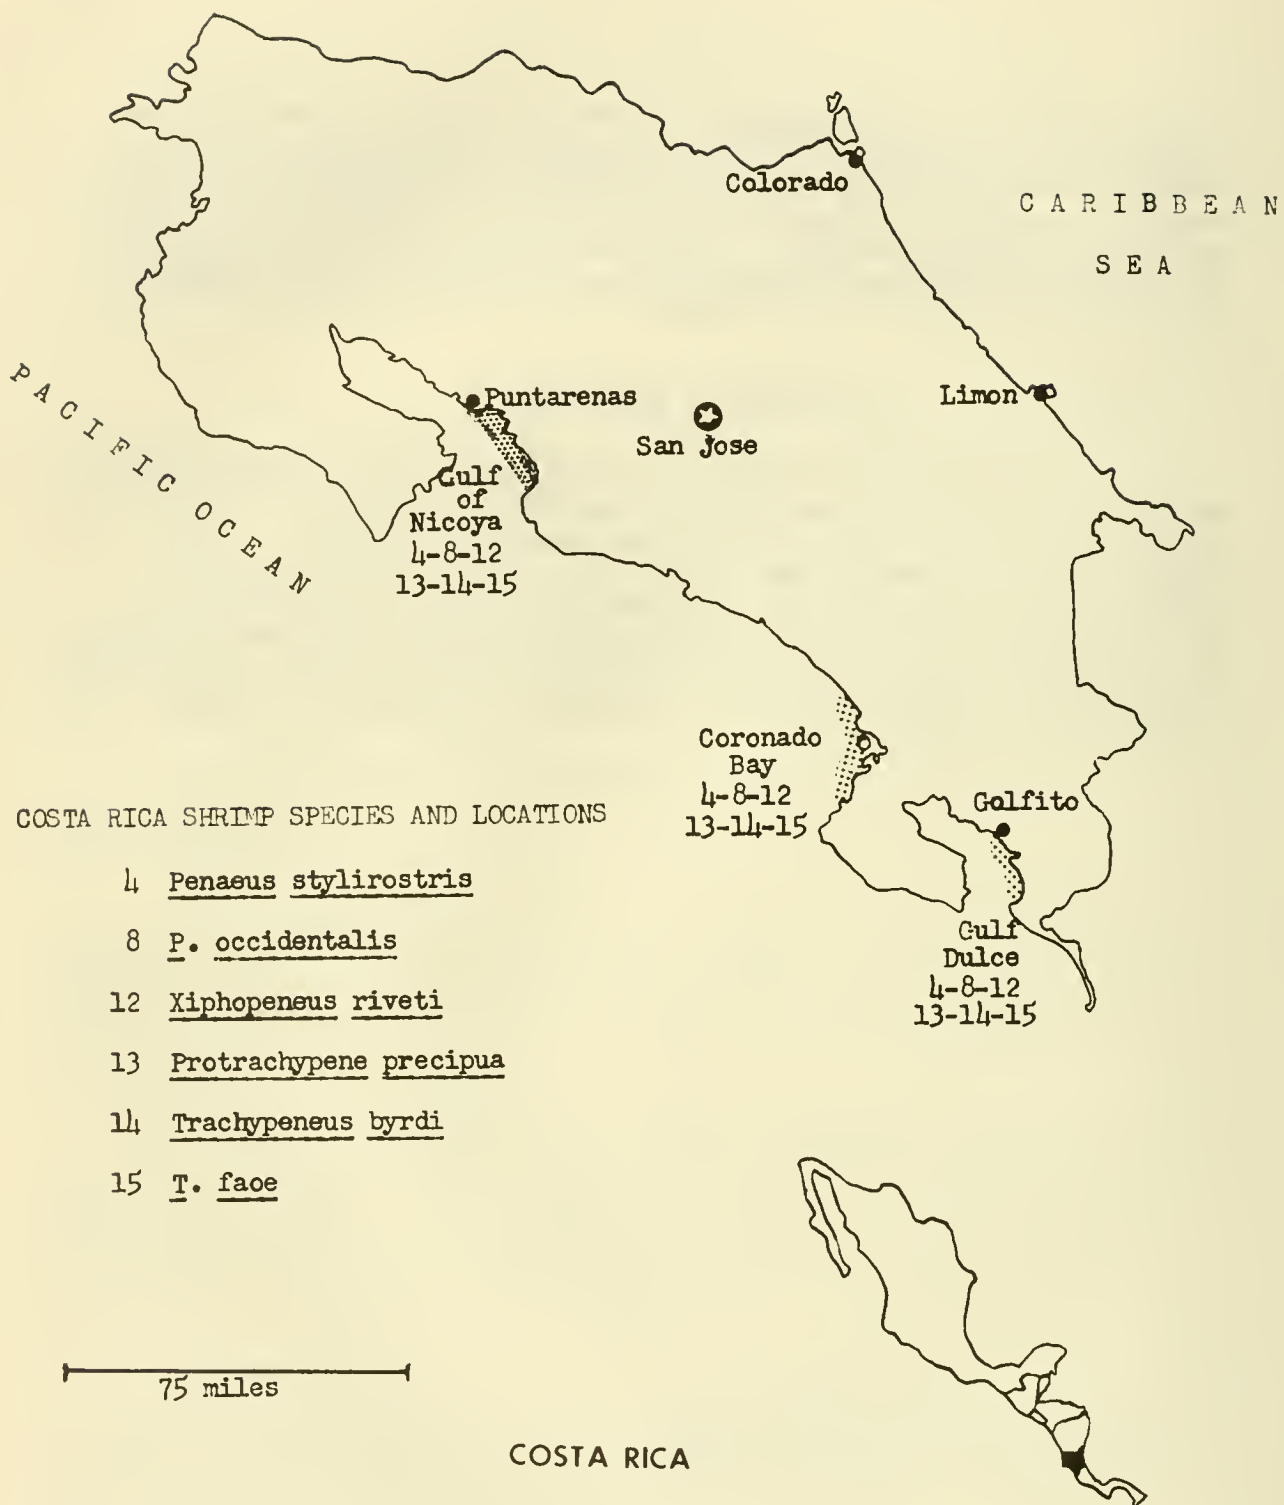 Colorado
CARIBBEAN
SEA
PACIFIC OCEAN
Puntarenas
Limon
San Jose
Gulf
of
Nicoya
4-8-12
13-14-15
Coronado
Bay
4-8-12
13-14-15
Golfito
Gulf
Dulce
4-8-12
13-14-15
COSTA RICA SHRIMP SPECIES AND LOCATIONS
4 Penaeus stylirostris
8 P. occidentalis
12 Xiphopeneus riveti
13 Protrachypene precipua
14 Trachypeneus byrdi
15 T. faoe
75 miles
COSTA RICA